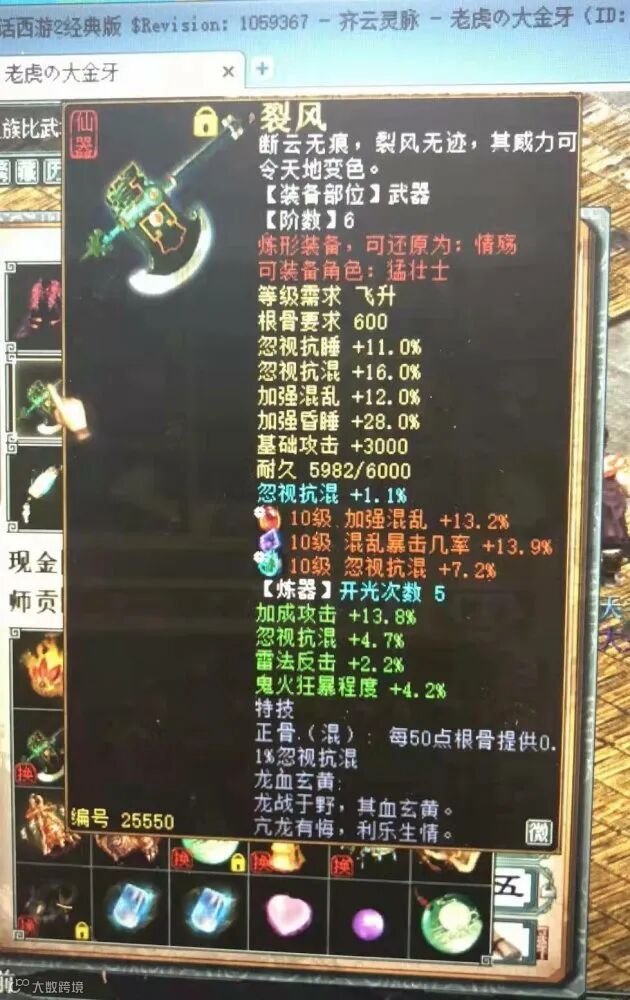 话西游2经典版 $Revision: 1059367 - 齐云灵脉 - 老虎の大金牙 (ID:
老虎の大金牙
×
+
族比武
仙器
裂风
断云无痕，裂风无迹，其威力可
令天地变色。
【装备部位】武器
【阶数】6
炼形装备，可还原为：情殇
可装备角色：猛壮士
等级需求 飞升
根骨要求 600
忽视抗睡 +11.0%
忽视抗混 +16.0%
加强混乱 +12.0%
加强昏睡 +28.0%
基础攻击 +3000
耐久 5982/6000
忽视抗混 +1.1%
10级 加强混乱 +13.2%
10级 混乱暴击几率 +13.9%
10级 忽视抗混 +7.2%
【炼器】开光次数 5
加成攻击 +13.8%
忽视抗混 +4.7%
雷法反击 +2.2%
鬼火狂暴程度 +4.2%
特技
正骨（混）：每50点根骨提供0.
1%忽视抗混
龙血玄黄:
龙战于野，其血玄黄。
亢龙有悔，利乐生情。
编号 25550
微
现金
师贡
换
换
换
换
换
五
前
大数跨境